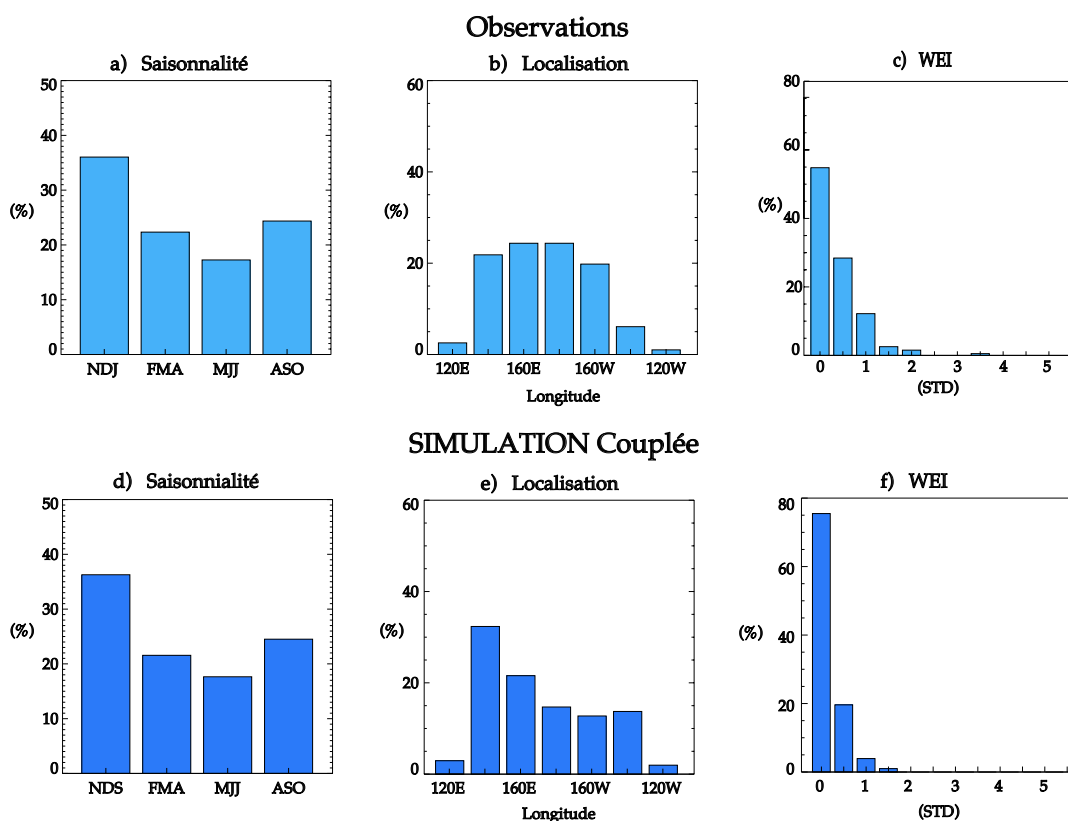 Observations
a) Saisonnalité
50
40
30
(%)
20
10
0
NDJ FMA MJJ ASO
b) Localisation
60
40
(%)
20
0
120E 160E 160W 120W
Longitude
c) WEI
80
60
(%)
40
20
0
0 1 2 3 4 5
(STD)
SIMULATION Couplée
d) Saisonnialité
50
40
30
(%)
20
10
0
NDS FMA MJJ ASO
e) Localisation
60
40
(%)
20
0
120E 160E 160W 120W
Longitude
f) WEI
80
60
(%)
40
20
0
0 1 2 3 4 5
(STD)